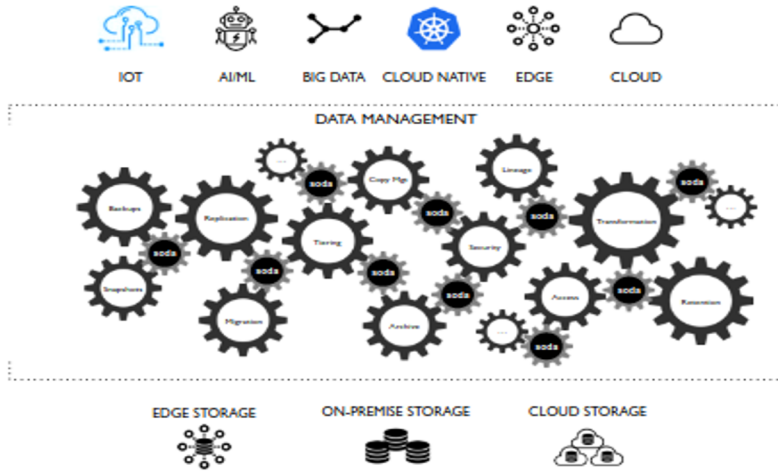 IOT AI/ML BIG DATA CLOUD NATIVE EDGE CLOUD
DATA MANAGEMENT
...
soda
Copy Mgt
Lineage
soda
...
Backups
Replication
soda
soda
Transformation
Tiering
Security
soda
soda
soda
Snapshots
soda
Access
soda
Retention
Migration
Archive
...
soda
EDGE STORAGE ON-PREMISE STORAGE CLOUD STORAGE